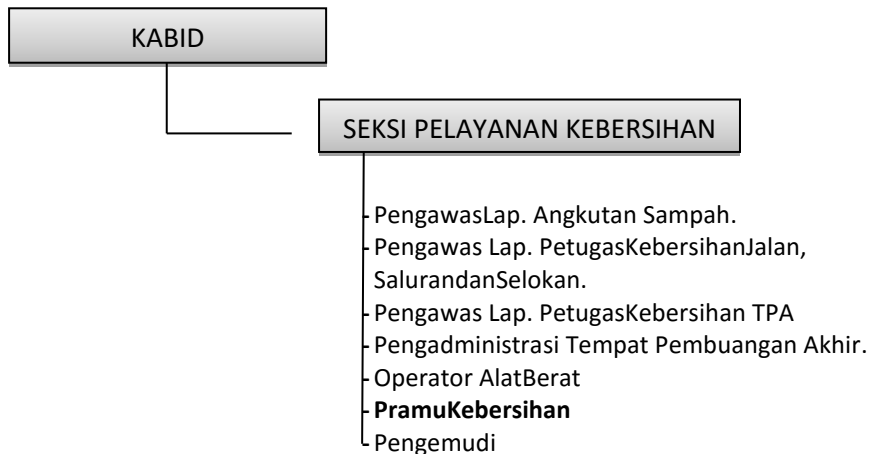 KABID
SEKSI PELAYANAN KEBERSIHAN
- PengawasLap. Angkutan Sampah.
- Pengawas Lap. PetugasKebersihanJalan,
SalurandanSelokan.
- Pengawas Lap. PetugasKebersihan TPA
- Pengadministrasi Tempat Pembuangan Akhir.
- Operator AlatBerat
- PramuKebersihan
- Pengemudi